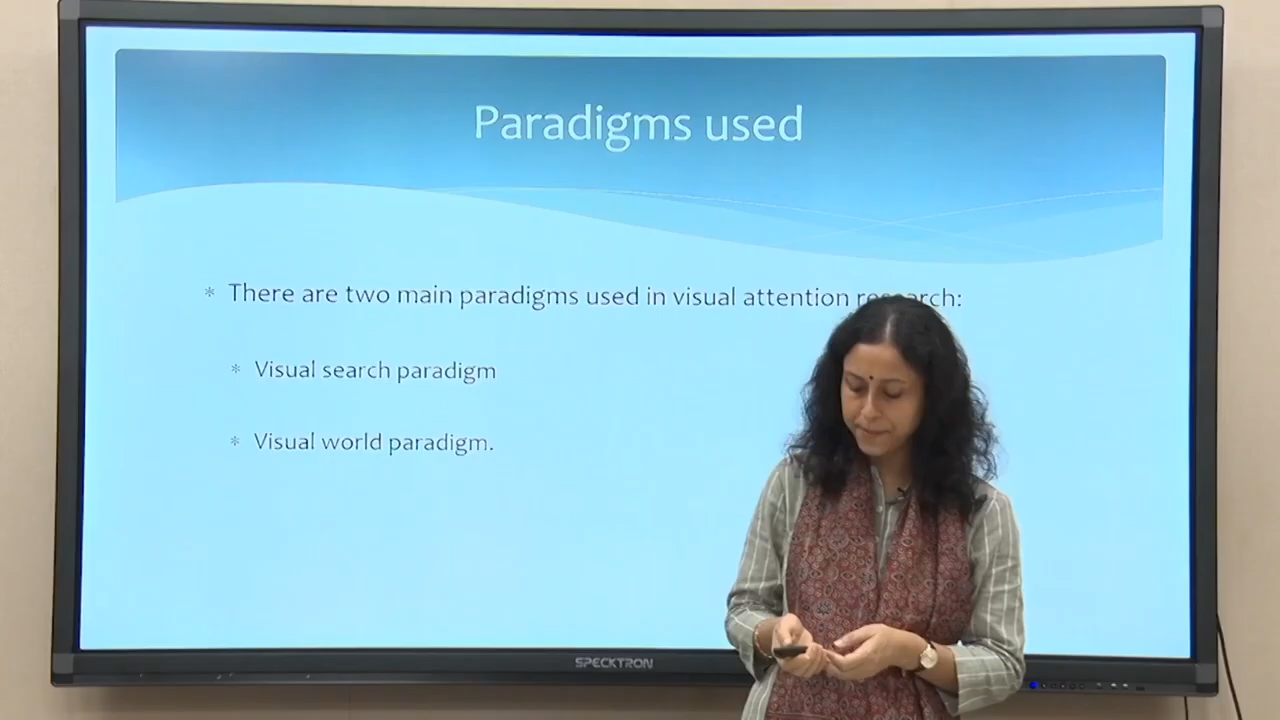 Paradigms used
* There are two main paradigms used in visual attention research:
* Visual search paradigm
* Visual world paradigm.
SPECKTRON